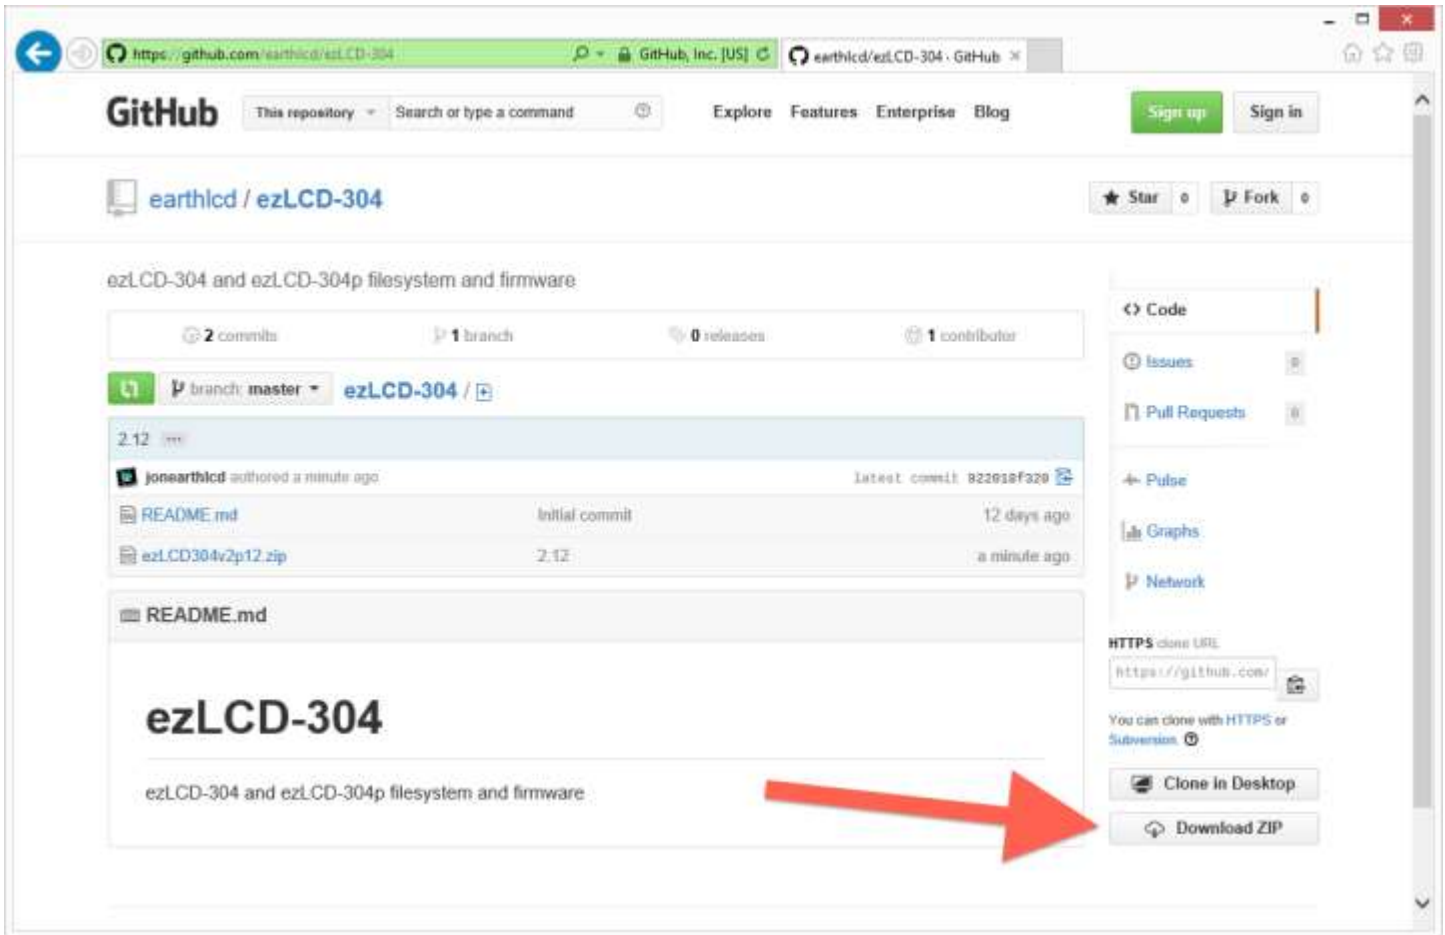 https://github.com/earthlcd/ezLCD-304 GitHub, Inc. [US] earthlcd/ezLCD-304 · GitHub
GitHub This repository Search or type a command Explore Features Enterprise Blog Sign up Sign in
earthlcd / ezLCD-304 Star 0 Fork 0
ezLCD-304 and ezLCD-304p filesystem and firmware
<> Code
2 commits 1 branch 0 releases 1 contributor
Issues 0
branch: master ezLCD-304 /
Pull Requests 0
2.12 ...
jonearthlcd authored a minute ago latest commit
Pulse
README.md Initial commit 12 days ago
Graphs
ezLCD304v2p12.zip 2.12 a minute ago
Network
README.md
HTTPS clone URL
https://github.com/
ezLCD-304
You can clone with HTTPS or
Subversion.
ezLCD-304 and ezLCD-304p filesystem and firmware
Clone in Desktop
Download ZIP